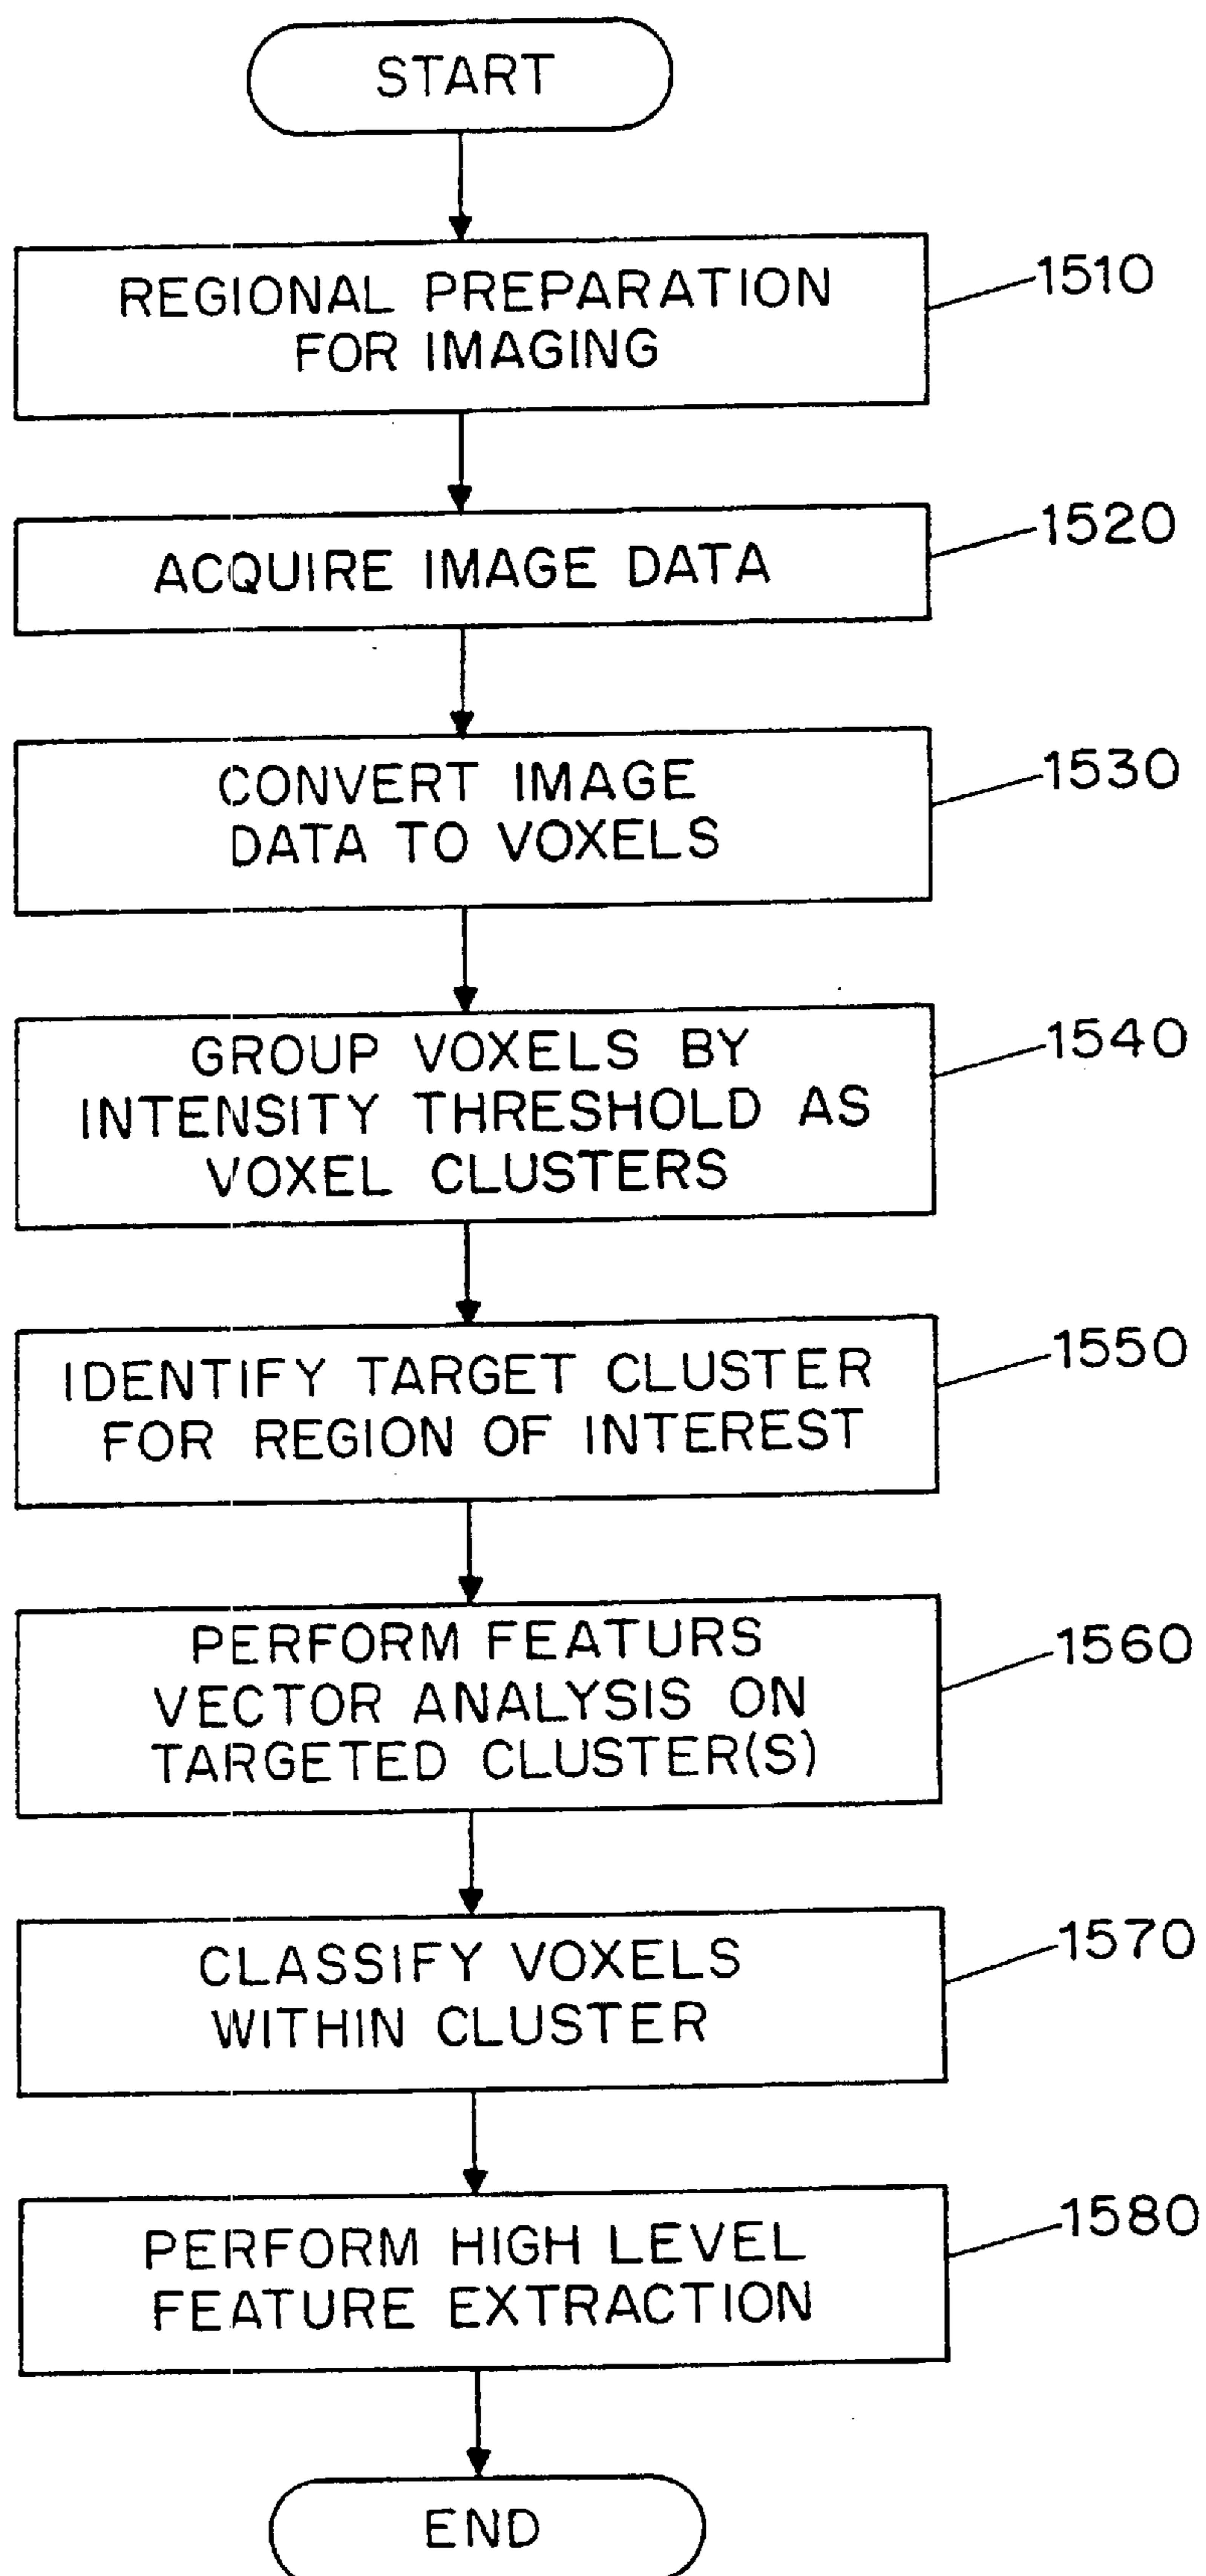 START
REGIONAL PREPARATION
FOR IMAGING
1510
ACQUIRE IMAGE DATA
1520
CONVERT IMAGE
DATA TO VOXELS
1530
GROUP VOXELS BY
INTENSITY THRESHOLD AS
VOXEL CLUSTERS
1540
IDENTIFY TARGET CLUSTER
FOR REGION OF INTEREST
1550
PERFORM FEATURS
VECTOR ANALYSIS ON
TARGETED CLUSTER(S)
1560
CLASSIFY VOXELS
WITHIN CLUSTER
1570
PERFORM HIGH LEVEL
FEATURE EXTRACTION
1580
END